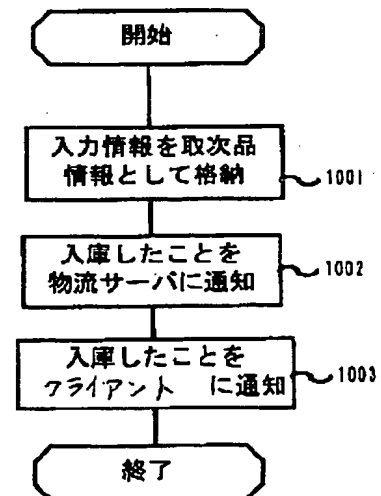 開始
入力情報を取次品
情報として格納
1001
入庫したことを
物流サーバに通知
1002
入庫したことを
クライアント に通知
1003
終了